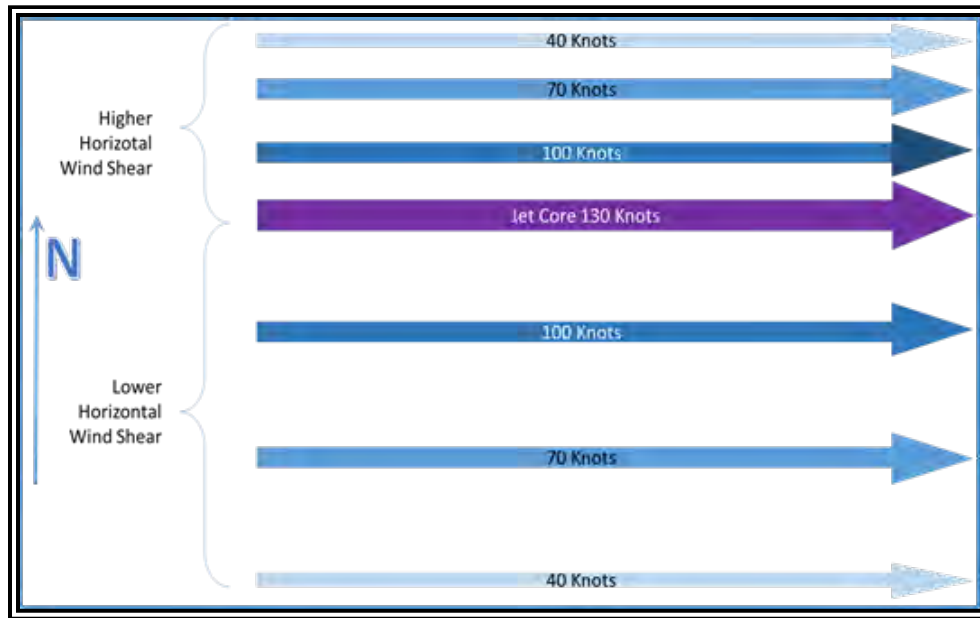 40 Knots
70 Knots
Higher
Horizotal
Wind Shear
100 Knots
Jet Core 130 Knots
N
100 Knots
Lower
Horizontal
Wind Shear
70 Knots
40 Knots